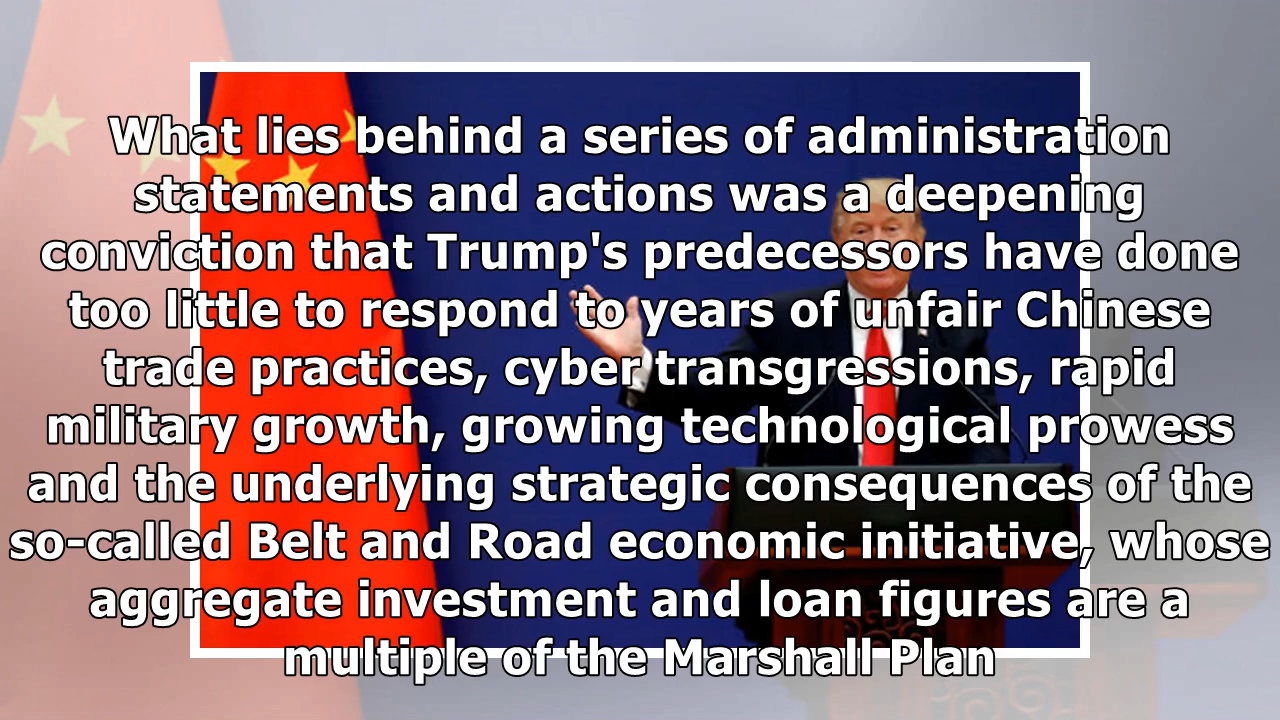 What lies behind a series of administration
statements and actions was a deepening
conviction that Trump's predecessors have done
too little to respond to years of unfair Chinese
trade practices, cyber transgressions, rapid
military growth, growing technological prowess
and the underlying strategic consequences of the
so-called Belt and Road economic initiative, whose
aggregate investment and loan figures are a
multiple of the Marshall Plan